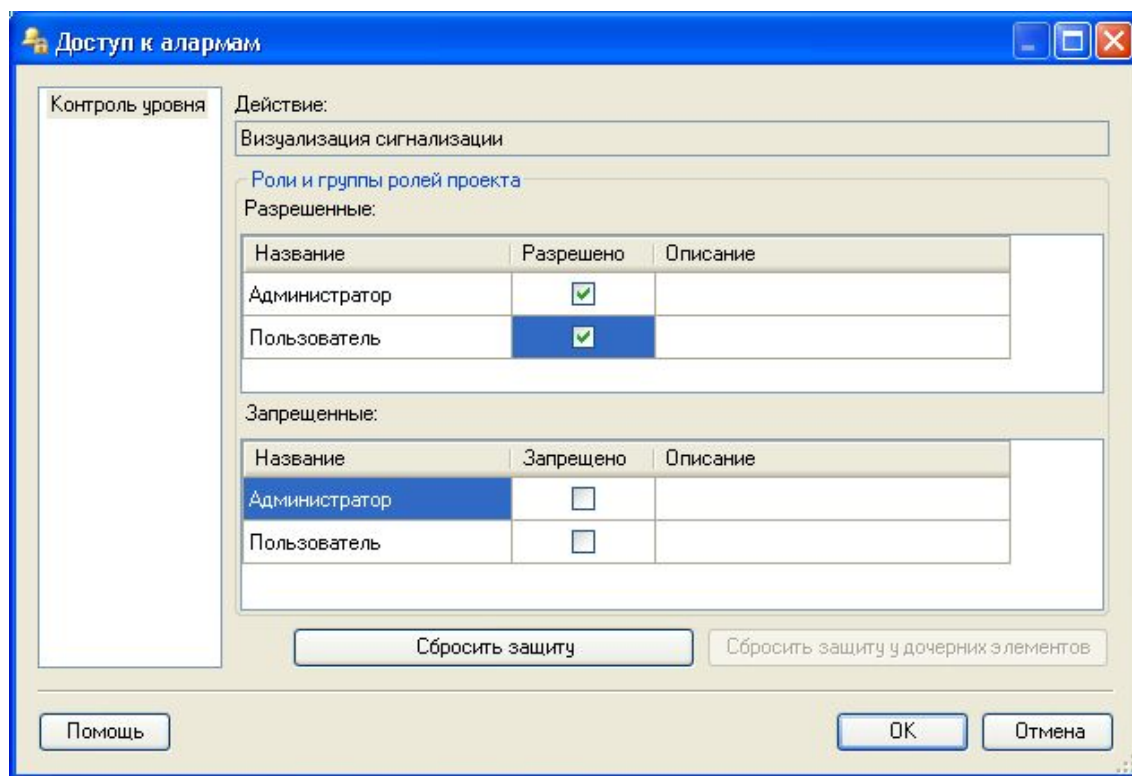 Доступ к алармам
Контроль уровня
Действие:
Визуализация сигнализации
Роли и группы ролей проекта
Разрешенные:
Название Разрешено Описание
Администратор
Пользователь
Запрещенные:
Название Запрещено Описание
Администратор
Пользователь
Сбросить защиту Сбросить защиту у дочерних элементов
Помощь OK Отмена